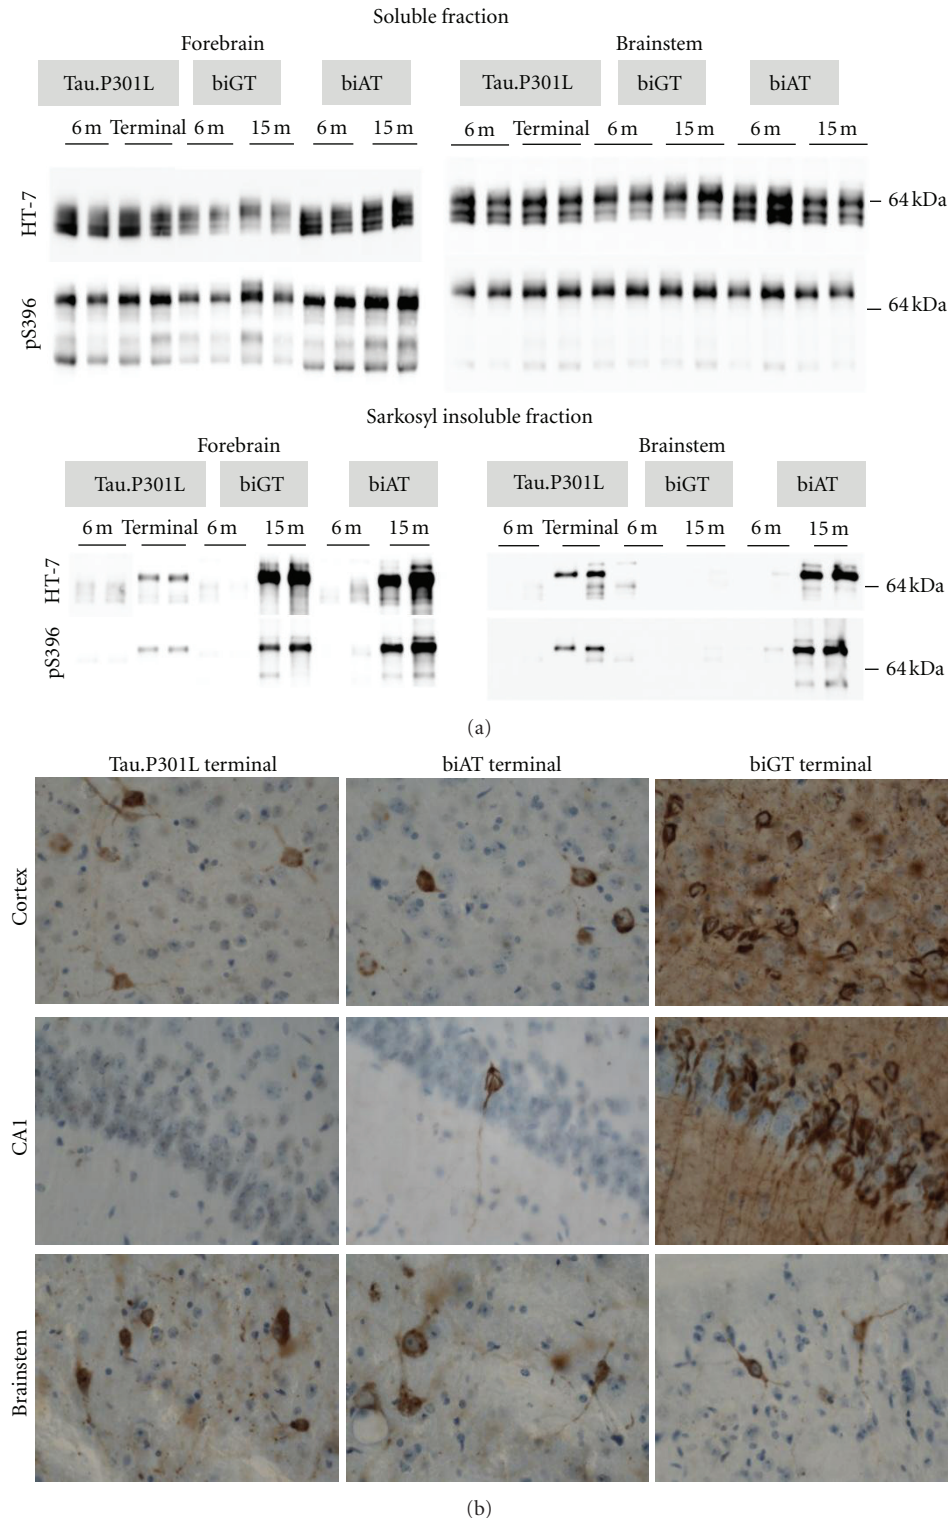 Soluble fraction
Forebrain Brainstem
Tau.P301L biGT biAT Tau.P301L biGT biAT
6 m Terminal 6 m 15 m 6 m 15 m 6 m Terminal 6 m 15 m 6 m 15 m
HT-7
64 kDa
pS396
64 kDa
Sarkosyl insoluble fraction
Forebrain Brainstem
Tau.P301L biGT biAT Tau.P301L biGT biAT
6 m Terminal 6 m 15 m 6 m 15 m 6 m Terminal 6 m 15 m 6 m 15 m
HT-7
64 kDa
pS396
64 kDa
(a)
Tau.P301L terminal biAT terminal biGT terminal
Cortex
CA1
Brainstem
(b)